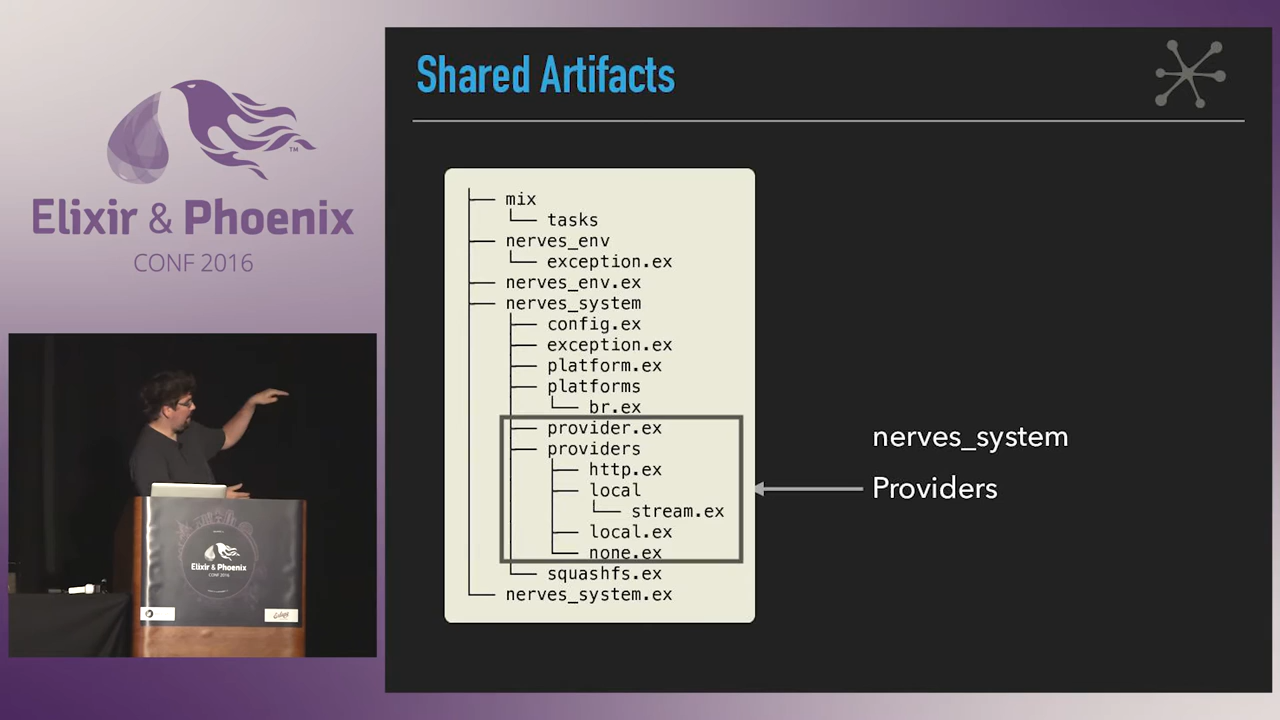 Elixir & Phoenix
CONF 2016
TM
Shared Artifacts
├── mix
│   └── tasks
├── nerves_env
│   └── exception.ex
├── nerves_env.ex
├── nerves_system
│   ├── config.ex
│   ├── exception.ex
│   ├── platform.ex
│   ├── platforms
│   │   └── br.ex
│   ├── provider.ex
│   ├── providers
│   │   ├── http.ex
│   │   ├── local
│   │   │   └── stream.ex
│   │   ├── local.ex
│   │   └── none.ex
│   └── squashfs.ex
└── nerves_system.ex
nerves_system
Providers
Elixir & Phoenix
CONF 2016